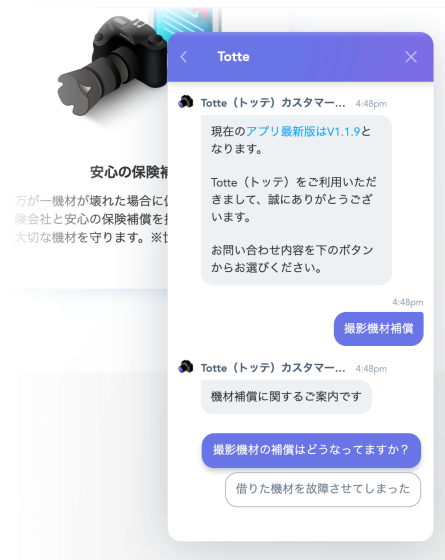 Totte
Totte（トッテ）カスタマー... 4:48pm
現在のアプリ最新版はV1.1.9と
なります。
Totte（トッテ）をご利用いただ
きまして、誠にありがとうござ
います。
お問い合わせ内容を下のボタン
からお選びください。
4:48pm
撮影機材補償
Totte（トッテ）カスタマー... 4:48pm
機材補償に関するご案内です
撮影機材の補償はどうなってますか？
借りた機材を故障させてしまった
安心の保険
万が一機材が壊れた場合に
険会社と安心の保険補償を
大切な機材を守ります。※